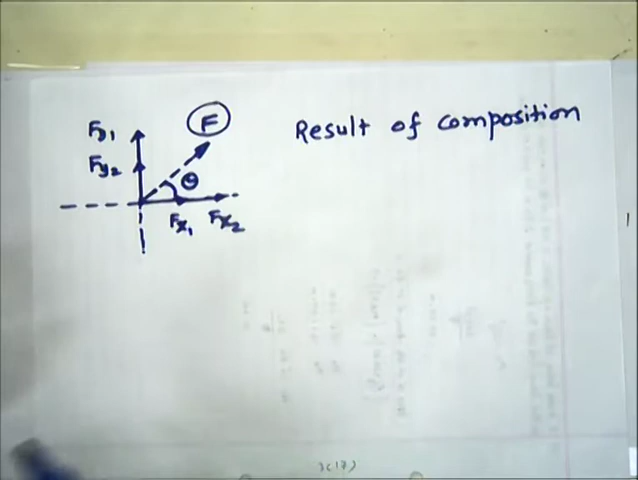 Fy1
F
Result of composition
Fy2
θ
Fx1
Fx2